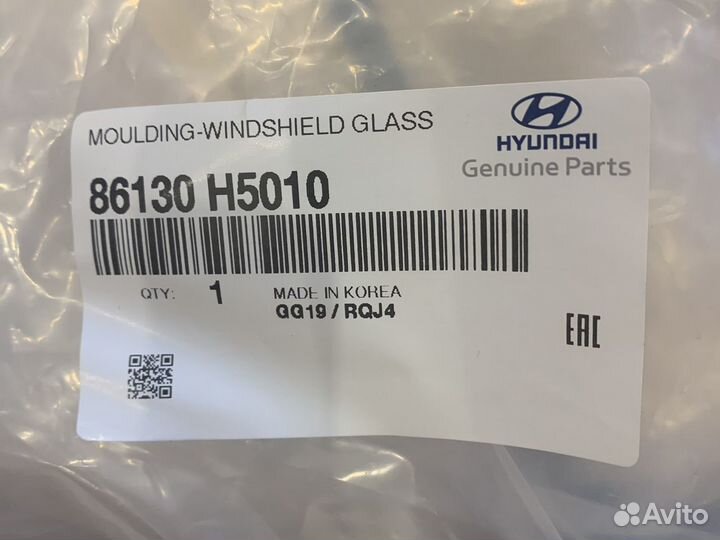 MOULDING-WINDSHIELD GLASS
HYUNDAI
Genuine Parts
86130 H5010
QTY: 1 MADE IN KOREA
GG19 / RQJ4
EAC
Avito